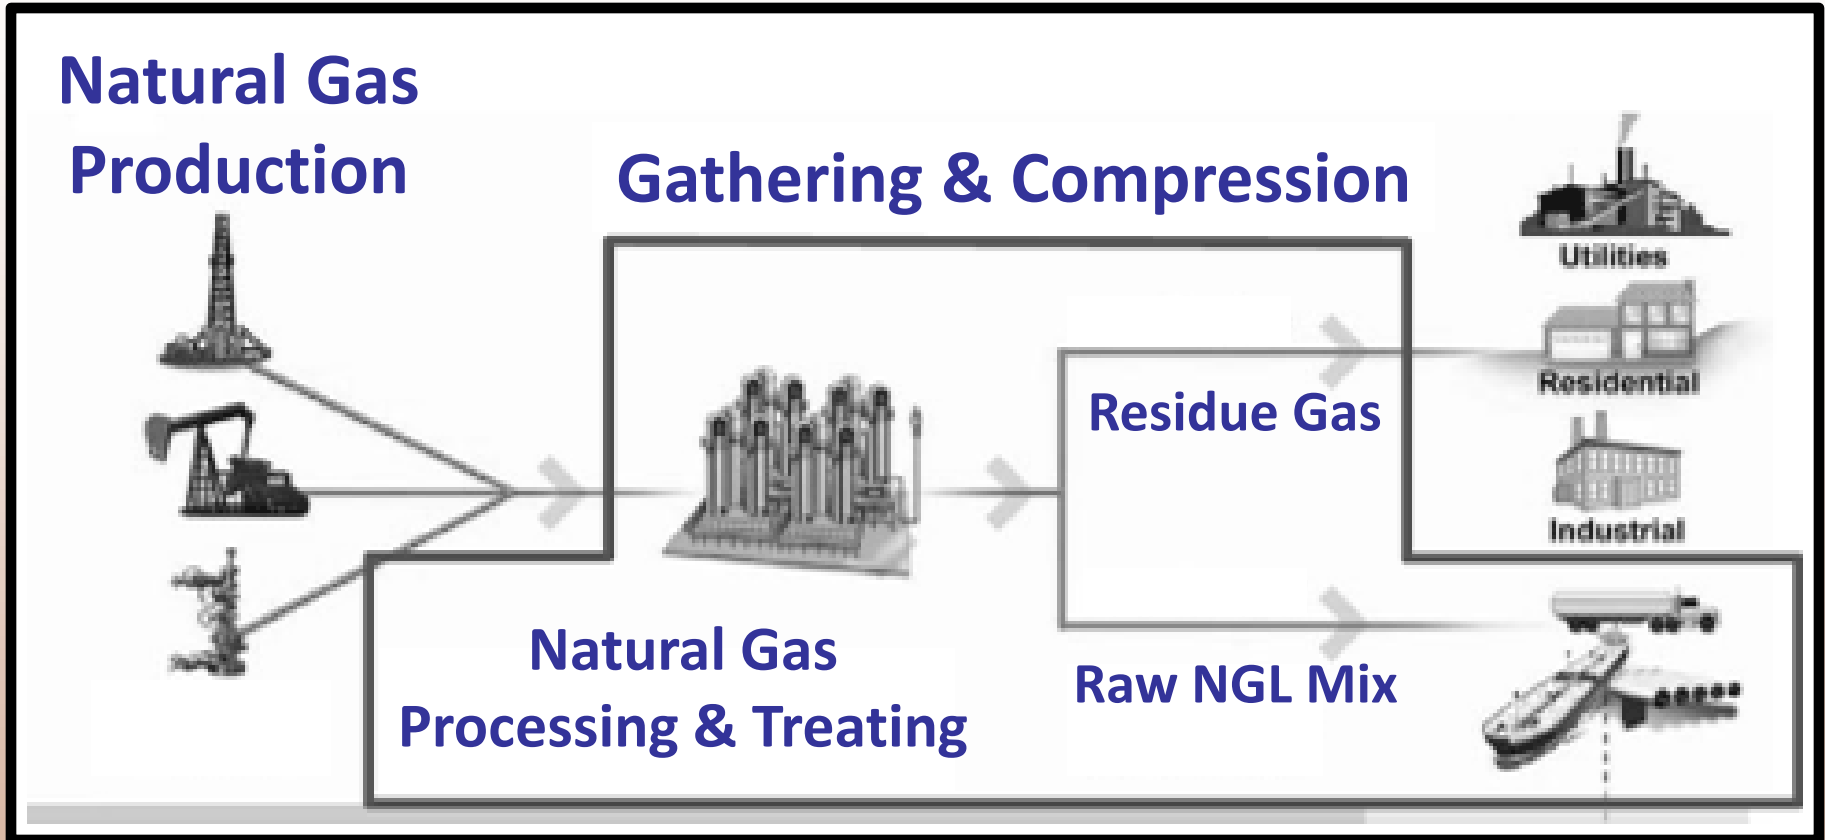 Natural Gas
Production
Gathering & Compression
Utilities
Residential
Residue Gas
Industrial
Natural Gas
Processing & Treating
Raw NGL Mix